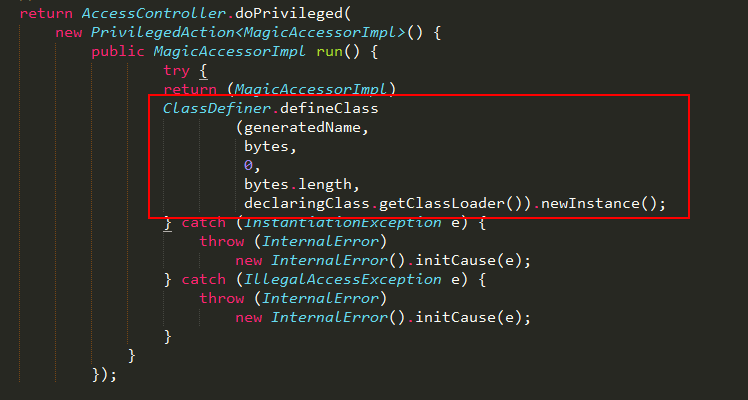 return AccessController.doPrivileged(
new PrivilegedAction<MagicAccessorImpl>() {
public MagicAccessorImpl run() {
try {
return (MagicAccessorImpl)
ClassDefiner.defineClass
(generatedName,
bytes,
0,
bytes.length,
declaringClass.getClassLoader()).newInstance();
} catch (InstantiationException e) {
throw (InternalError)
new InternalError().initCause(e);
} catch (IllegalAccessException e) {
throw (InternalError)
new InternalError().initCause(e);
}
}
});